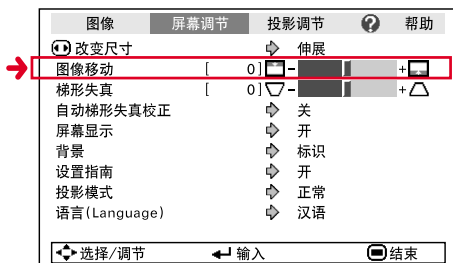 图像 屏幕调节 投影调节 ? 帮助
改变尺寸 伸展
图像移动 [ 0] - +
梯形失真 [ 0] - +
自动梯形失真校正 关
屏幕显示 开
背景 标识
设置指南 开
投影模式 正常
语言(Language) 汉语
选择/调节 输入 结束